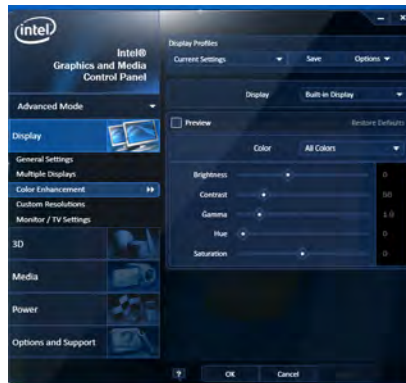 intel
Intel®
Graphics and Media
Control Panel
Advanced Mode
Display
General Settings
Multiple Displays
Color Enhancement
Custom Resolutions
Monitor / TV Settings
3D
Media
Power
Options and Support
Display Profiles
Current Settings Save Options
Display Built-in Display
Preview Restore Defaults
Color All Colors
Brightness 0
Contrast 50
Gamma 1.0
Hue 0
Saturation 0
? OK Cancel